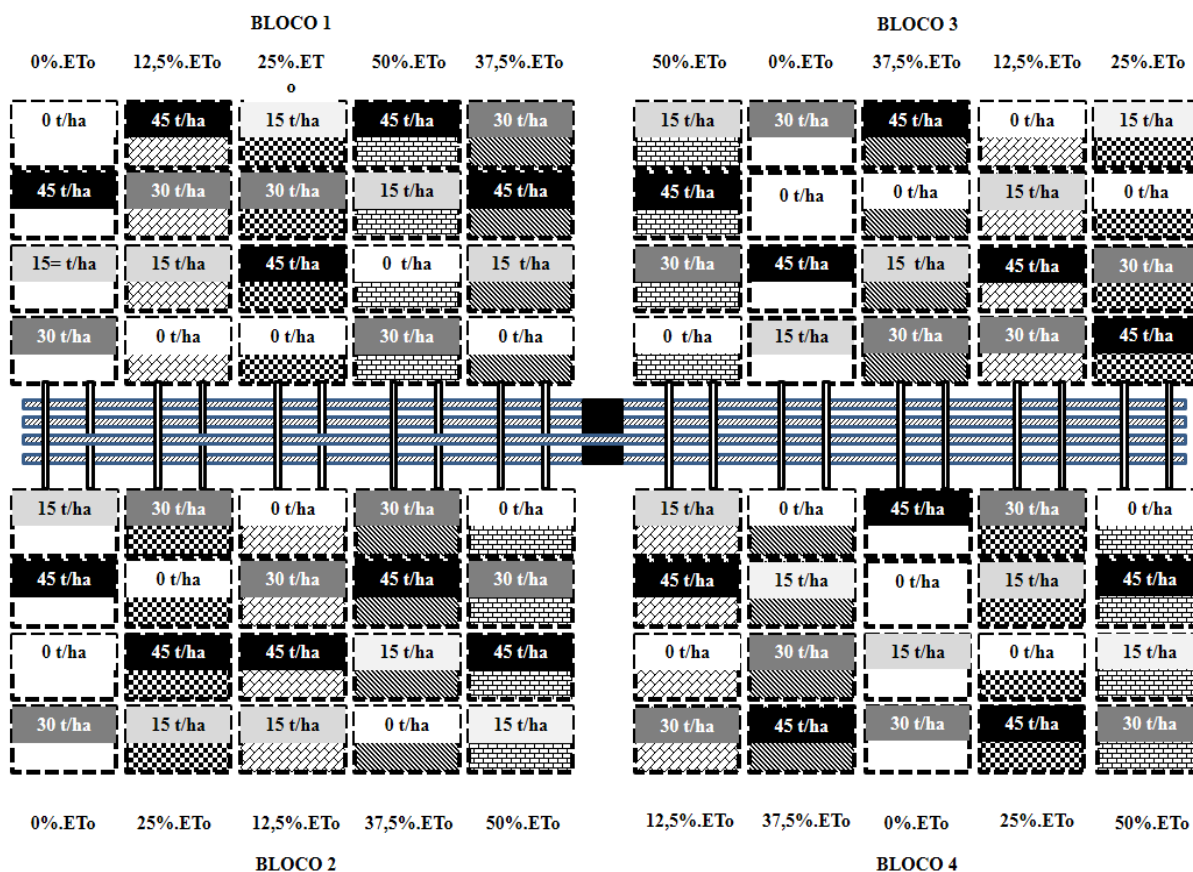 BLOCO 1 BLOCO 3
0%.ETo 12,5%.ETo 25%.ET 50%.ETo 37,5%.ETo 50%.ETo 0%.ETo 37,5%.ETo 12,5%.ETo 25%.ETo
o
0 t/ha 45 t/ha 15 t/ha 45 t/ha 30 t/ha 15 t/ha 30 t/ha 45 t/ha 0 t/ha 15 t/ha
45 t/ha 30 t/ha 30 t/ha 15 t/ha 45 t/ha 45 t/ha 0 t/ha 0 t/ha 15 t/ha 0 t/ha
15= t/ha 15 t/ha 45 t/ha 0 t/ha 15 t/ha 30 t/ha 45 t/ha 15 t/ha 45 t/ha 30 t/ha
30 t/ha 0 t/ha 0 t/ha 30 t/ha 0 t/ha 0 t/ha 15 t/ha 30 t/ha 30 t/ha 45 t/ha
15 t/ha 30 t/ha 0 t/ha 30 t/ha 0 t/ha 15 t/ha 0 t/ha 45 t/ha 30 t/ha 0 t/ha
45 t/ha 0 t/ha 30 t/ha 45 t/ha 30 t/ha 45 t/ha 15 t/ha 0 t/ha 15 t/ha 45 t/ha
0 t/ha 45 t/ha 45 t/ha 15 t/ha 45 t/ha 0 t/ha 30 t/ha 15 t/ha 0 t/ha 15 t/ha
30 t/ha 15 t/ha 15 t/ha 0 t/ha 15 t/ha 30 t/ha 45 t/ha 30 t/ha 45 t/ha 30 t/ha
0%.ETo 25%.ETo 12,5%.ETo 37,5%.ETo 50%.ETo 12,5%.ETo 37,5%.ETo 0%.ETo 25%.ETo 50%.ETo
BLOCO 2 BLOCO 4